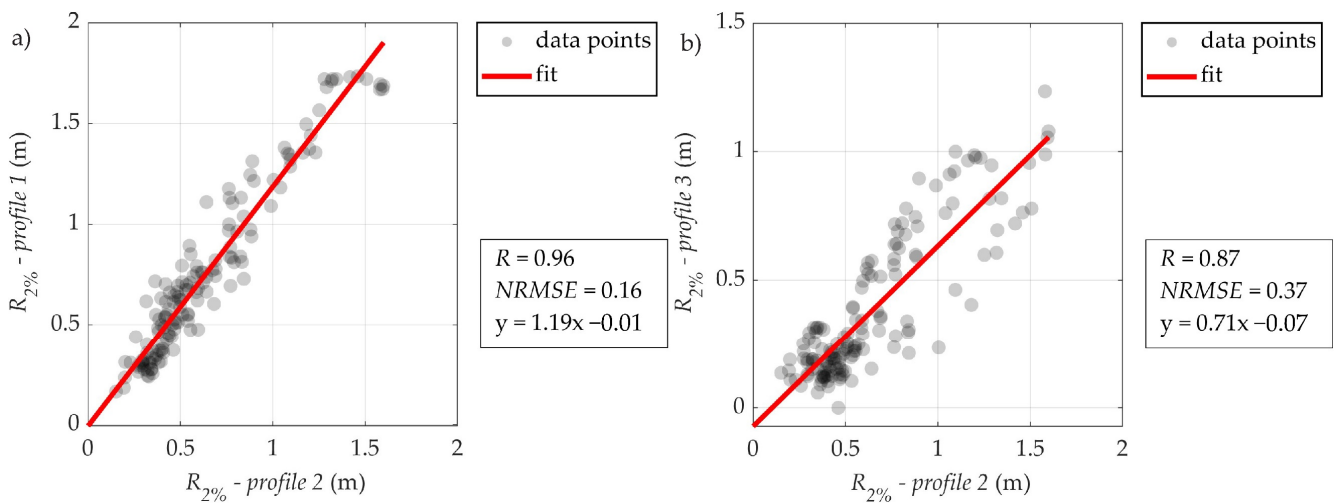 a)
2
1.5
1
0.5
0
0
0.5
1
1.5
2
R2% - profile 1 (m)
R2% - profile 2 (m)
data points
fit
R = 0.96
NRMSE = 0.16
y = 1.19x −0.01
b)
1.5
1
0.5
0
0
0.5
1
1.5
2
R2% - profile 3 (m)
R2% - profile 2 (m)
data points
fit
R = 0.87
NRMSE = 0.37
y = 0.71x −0.07